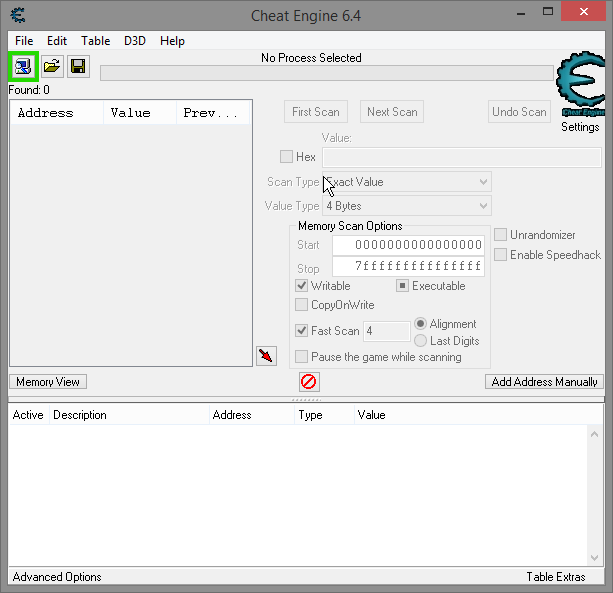 Cheat Engine 6.4
File Edit Table D3D Help
No Process Selected
Found: 0
Address Value Prev...
First Scan Next Scan Undo Scan
Cheat Engine
Settings
Value:
Hex
Scan Type Exact Value
Value Type 4 Bytes
Memory Scan Options
Start 0000000000000000
Stop 7fffffffffffffff
Unrandomizer
Enable Speedhack
Writable Executable
CopyOnWrite
Fast Scan 4 Alignment
Last Digits
Pause the game while scanning
Memory View Add Address Manually
Active Description Address Type Value
Advanced Options Table Extras